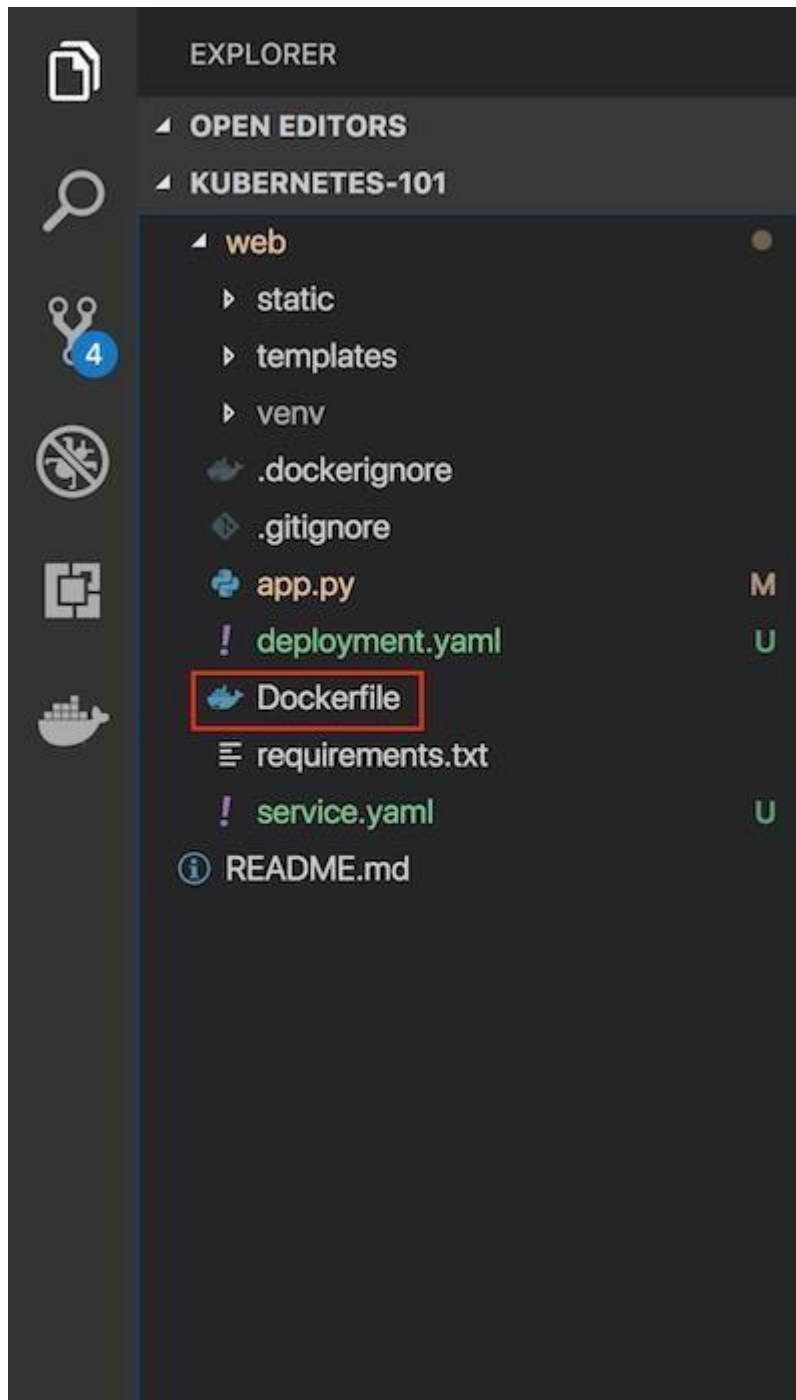 EXPLORER
OPEN EDITORS
KUBERNETES-101
web
static
templates
4
venv
.dockerignore
.gitignore
app.py M
deployment.yaml U
Dockerfile
requirements.txt
service.yaml U
README.md